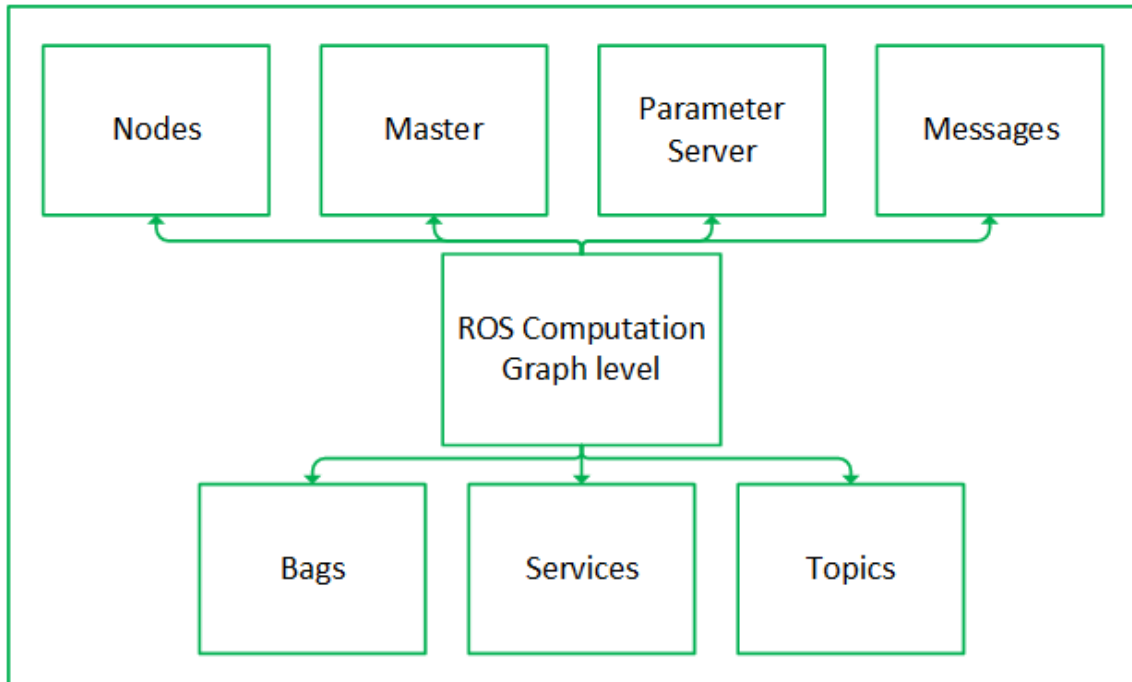 Nodes
Master
Parameter
Server
Messages
ROS Computation
Graph level
Bags
Services
Topics